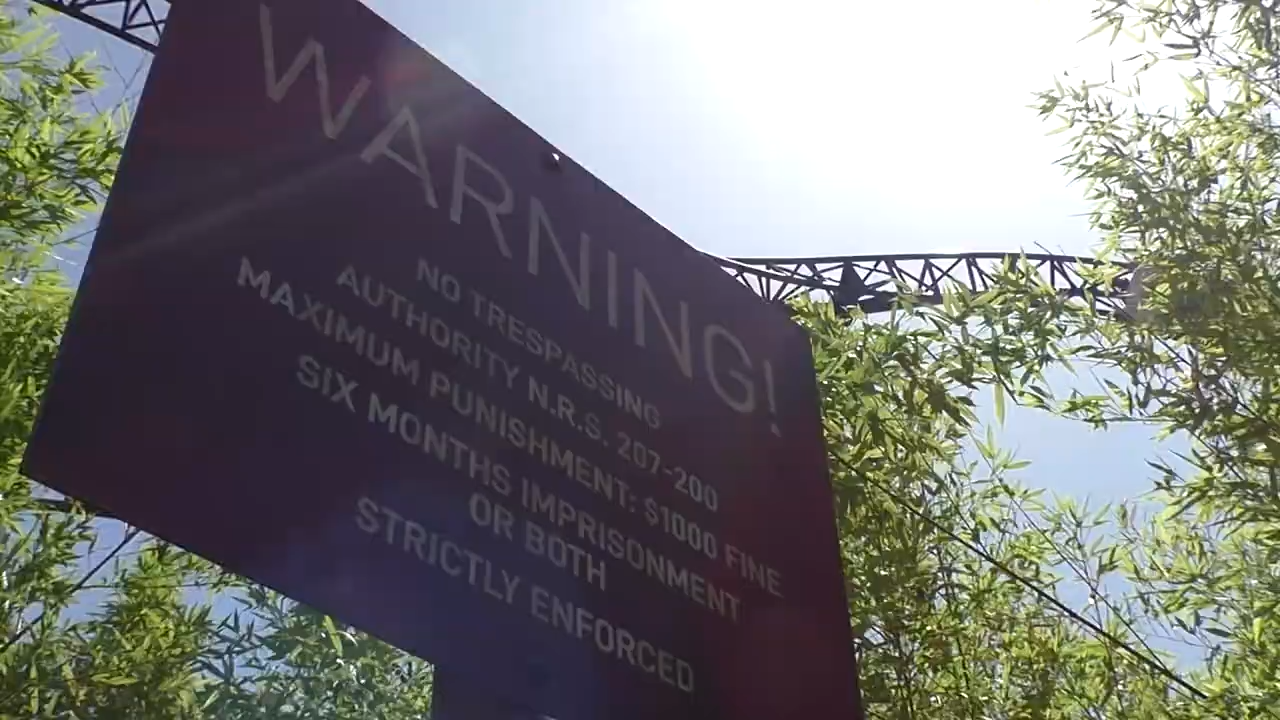 WARNING!
NO TRESPASSING
AUTHORITY N.R.S. 207-200
MAXIMUM PUNISHMENT: $1000 FINE
SIX MONTHS IMPRISONMENT
OR BOTH
STRICTLY ENFORCED